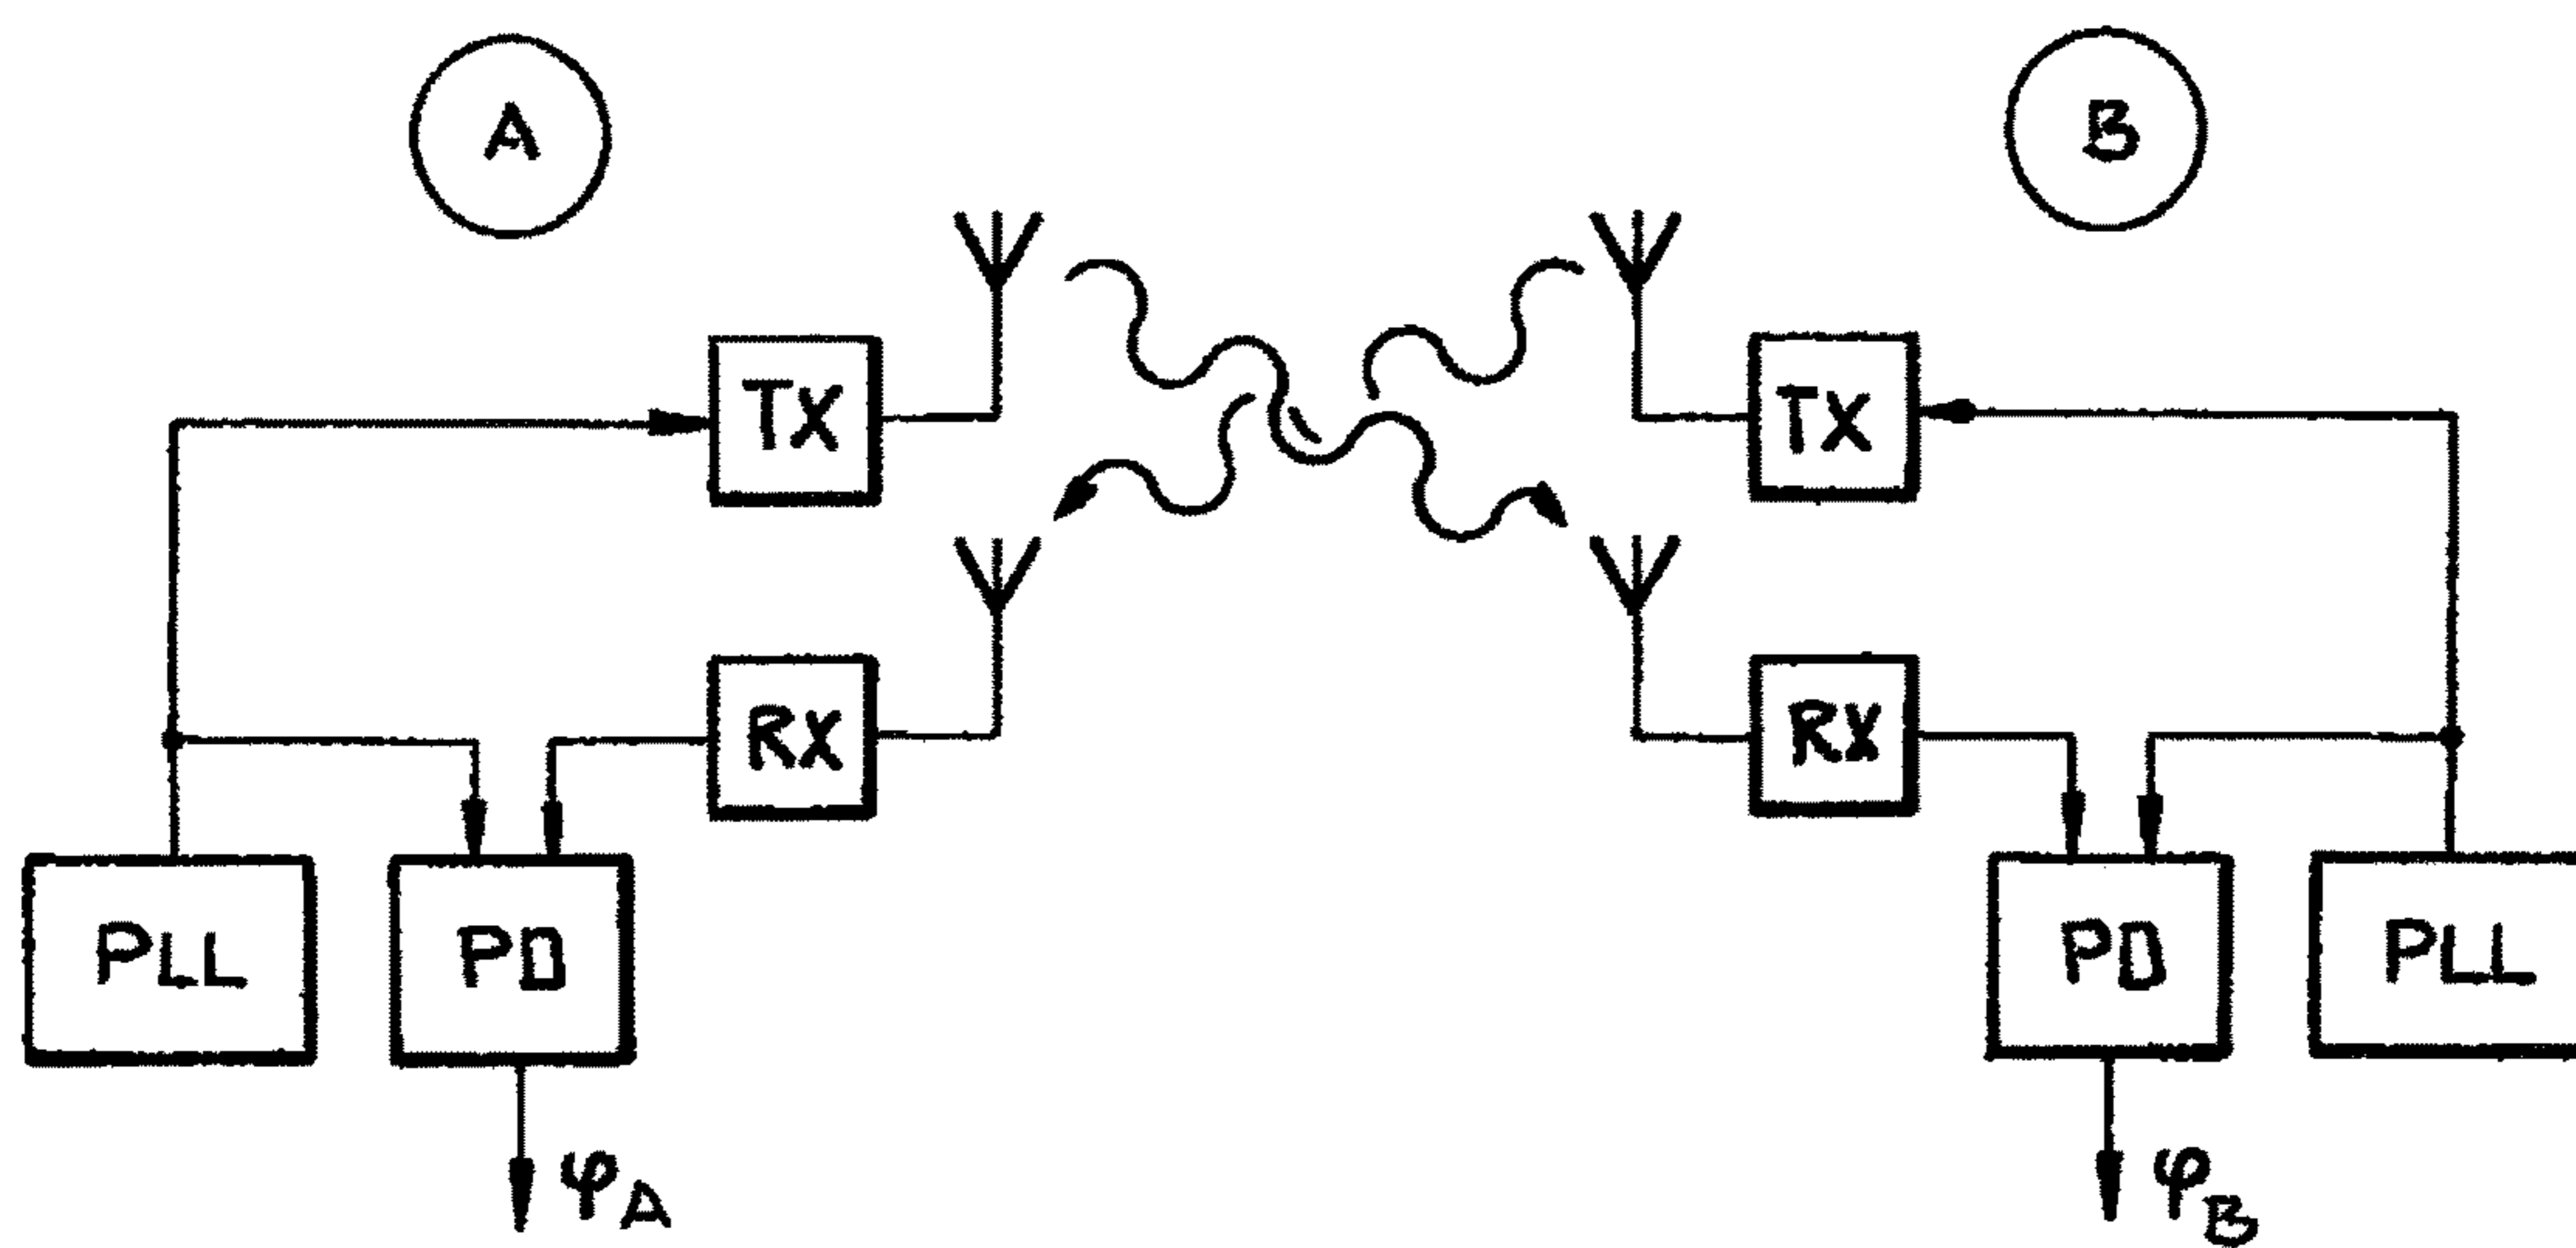 A B
TX TX
RX RX
PLL PD PD PLL
φA φB